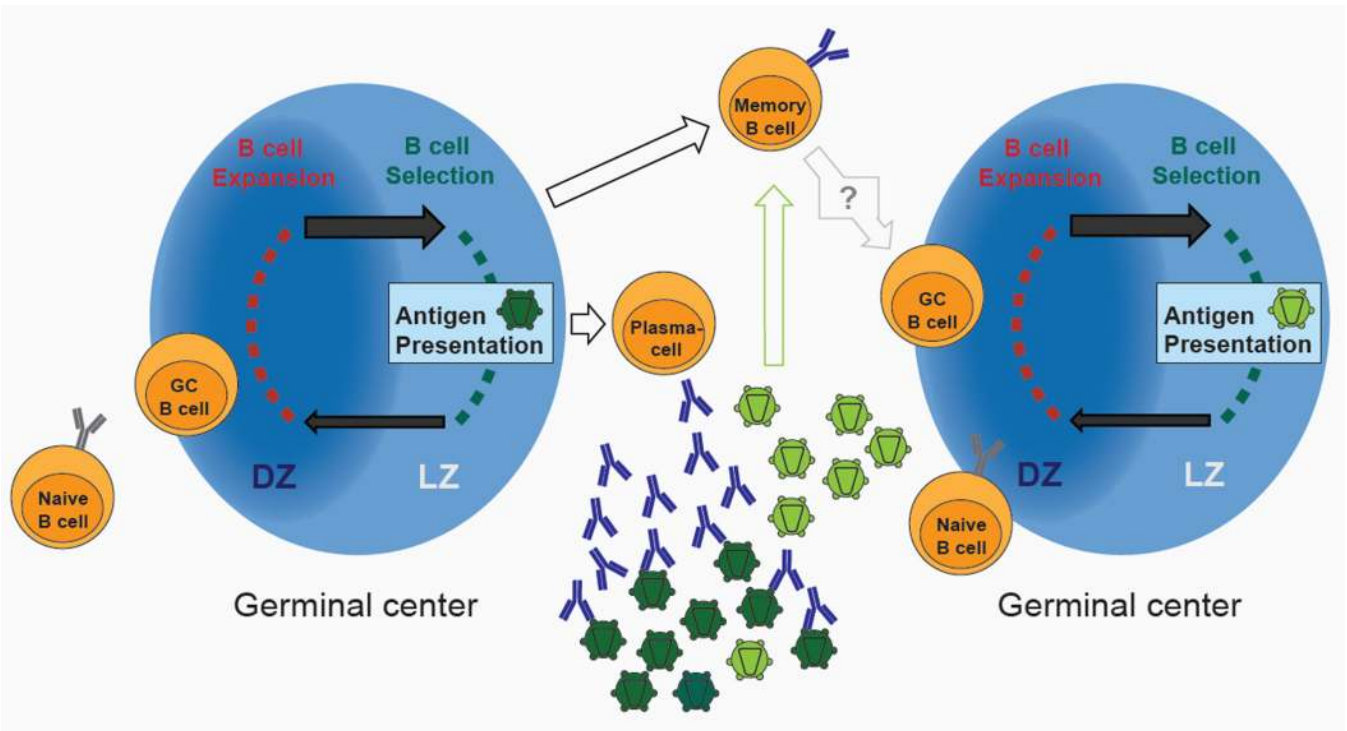 B cell
Expansion
B cell
Selection
Antigen
Presentation
GC
B cell
Naive
B cell
DZ
LZ
Germinal center
Memory
B cell
?
Plasma-
cell
B cell
Expansion
B cell
Selection
GC
B cell
Antigen
Presentation
DZ
LZ
Naive
B cell
Germinal center